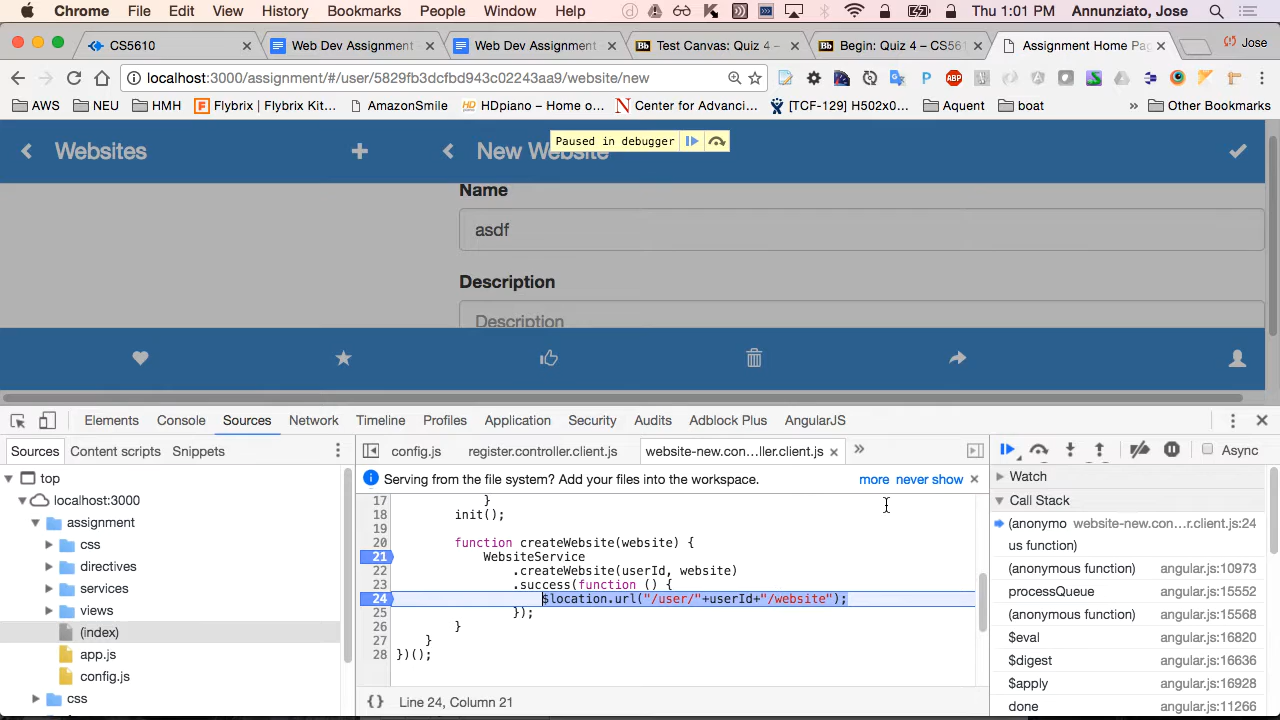 Chrome File Edit View History Bookmarks People Window Help Thu 1:01 PM Annunziato, Jose
CS5610 Web Dev Assignment Web Dev Assignment Test Canvas: Quiz 4 – Begin: Quiz 4 – CS56 Assignment Home Pag Jose
localhost:3000/assignment/#/user/5829fb3dcfbd943c02243aa9/website/new
AWS NEU HMH Flybrix | Flybrix Kit... AmazonSmile HDpiano – Home o... Center for Advanci... [TCF-129] H502x0... Aquent boat » Other Bookmarks
Paused in debugger
Websites New Website
Name
asdf
Description
Description
Elements Console Sources Network Timeline Profiles Application Security Audits Adblock Plus AngularJS
Sources Content scripts Snippets config.js register.controller.client.js website-new.con...ller.client.js × » Async
top
localhost:3000
assignment
css
directives
services
views
(index)
app.js
config.js
css
Serving from the file system? Add your files into the workspace. more never show ×
17 }
18 init();
19
20 function createWebsite(website) {
21 WebsiteService
22 .createWebsite(userId, website)
23 .success(function () {
24 $location.url("/user/"+userId+"/website");
25 });
26 }
27 }
28 })();
{} Line 24, Column 21
Watch
Call Stack
(anonymo website-new.con...r.client.js:24
us function)
(anonymous function) angular.js:10973
processQueue angular.js:15552
(anonymous function) angular.js:15568
$eval angular.js:16820
$digest angular.js:16636
$apply angular.js:16928
done angular.js:11266